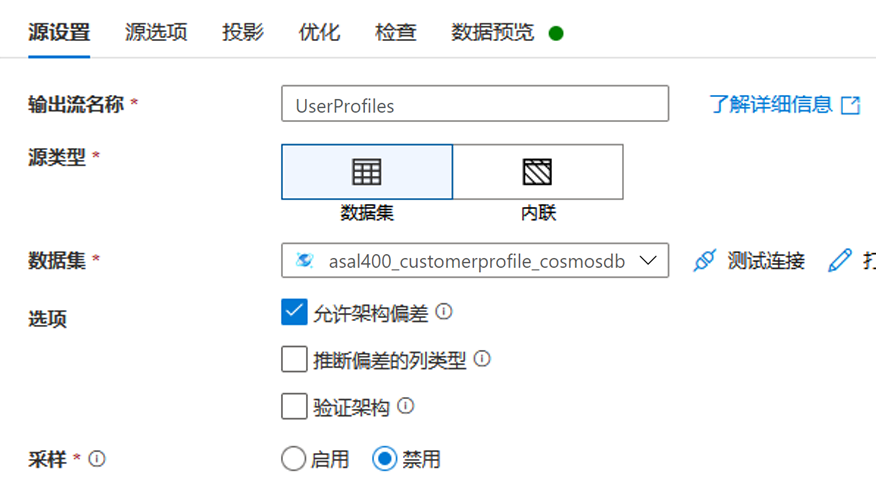 源设置 源选项 投影 优化 检查 数据预览
输出流名称 * UserProfiles 了解详细信息
源类型 *
数据集 内联
数据集 * asal400_customerprofile_cosmosdb 测试连接 打
选项 允许架构偏差
推断偏差的列类型
验证架构
采样 * 启用 禁用